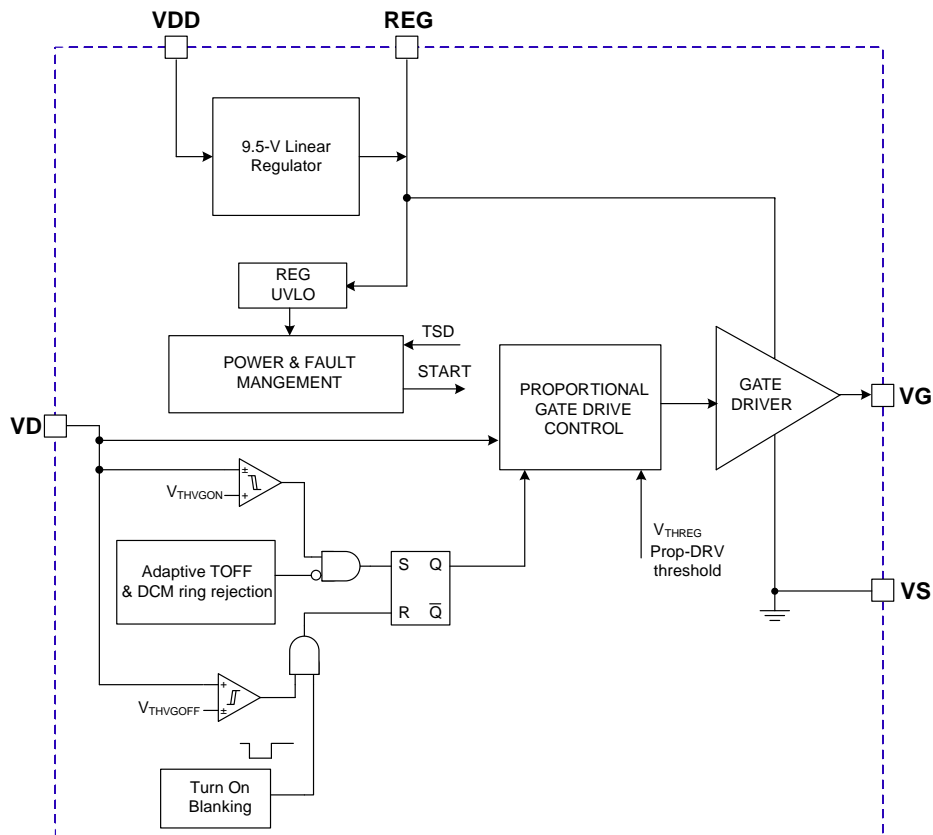 VDD
REG
9.5-V Linear
Regulator
REG
UVLO
TSD
POWER & FAULT
MANGEMENT
START
PROPORTIONAL
GATE DRIVE
CONTROL
GATE
DRIVER
VG
VD
±
VTHVGON
+
VTHREG
Prop-DRV
threshold
Adaptive TOFF
& DCM ring rejection
S Q
R Q̅
VS
+
VTHVGOFF
±
Turn On
Blanking